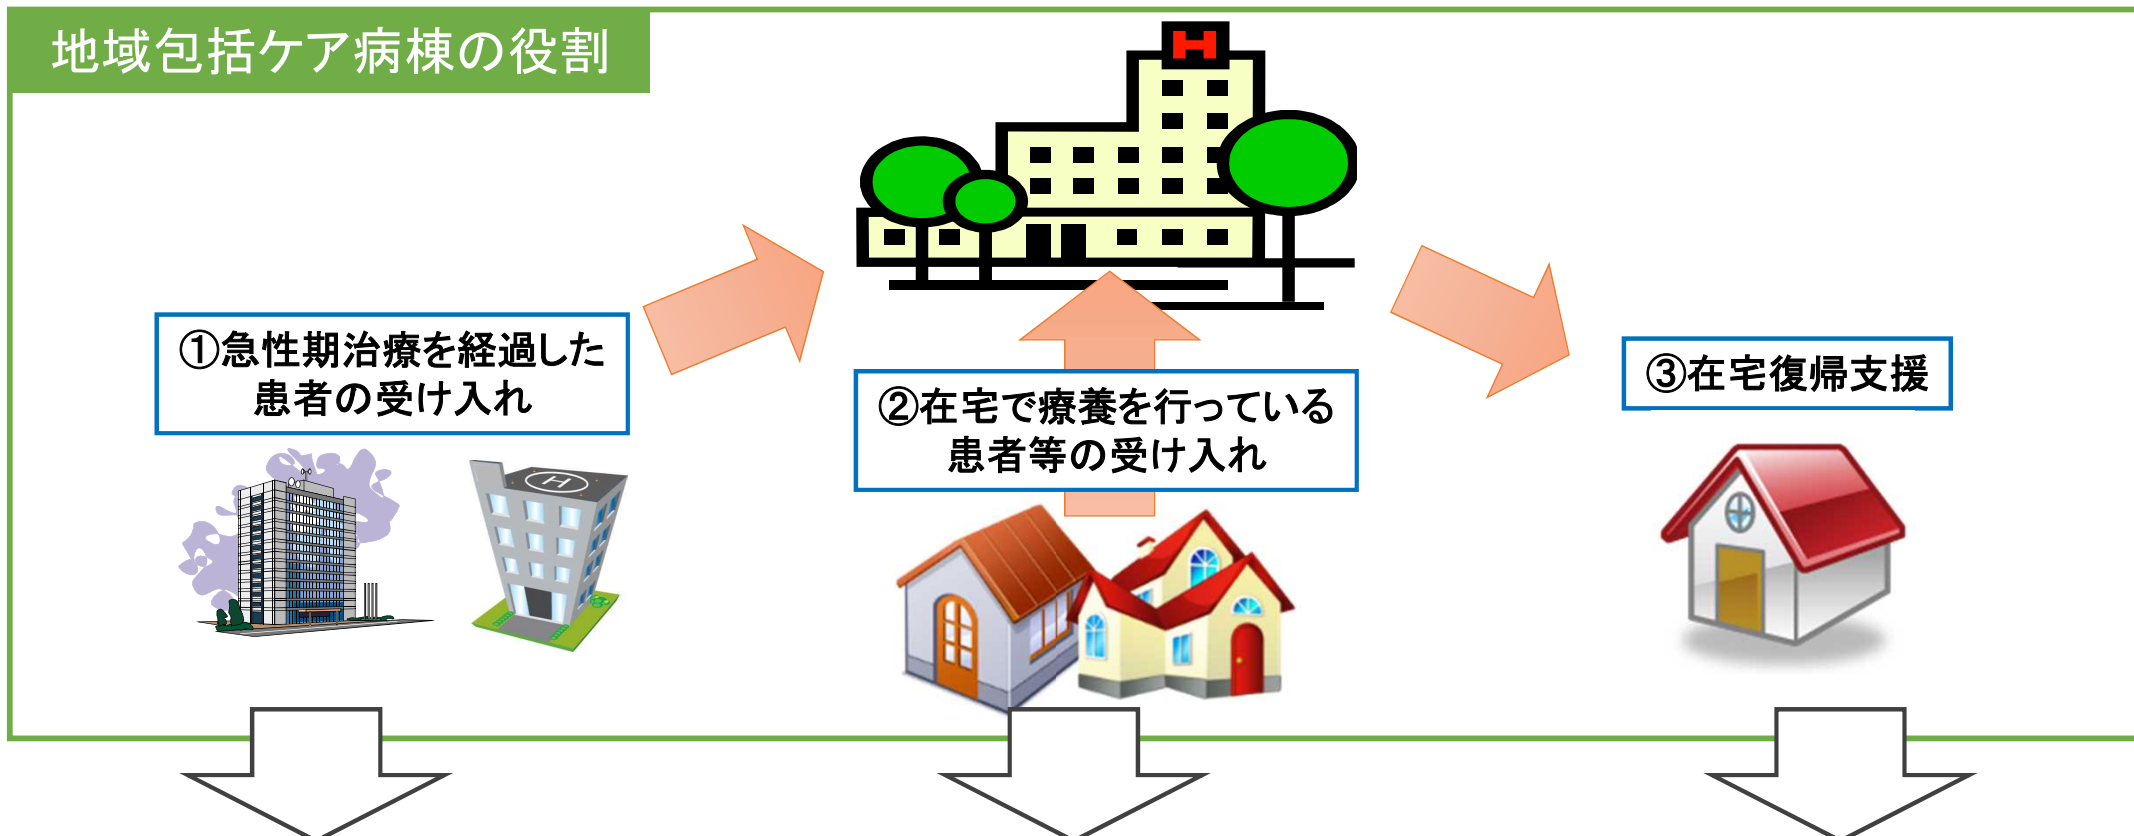 地域包括ケア病棟の役割
H
①急性期治療を経過した
患者の受け入れ
②在宅で療養を行っている
患者等の受け入れ
③在宅復帰支援
H